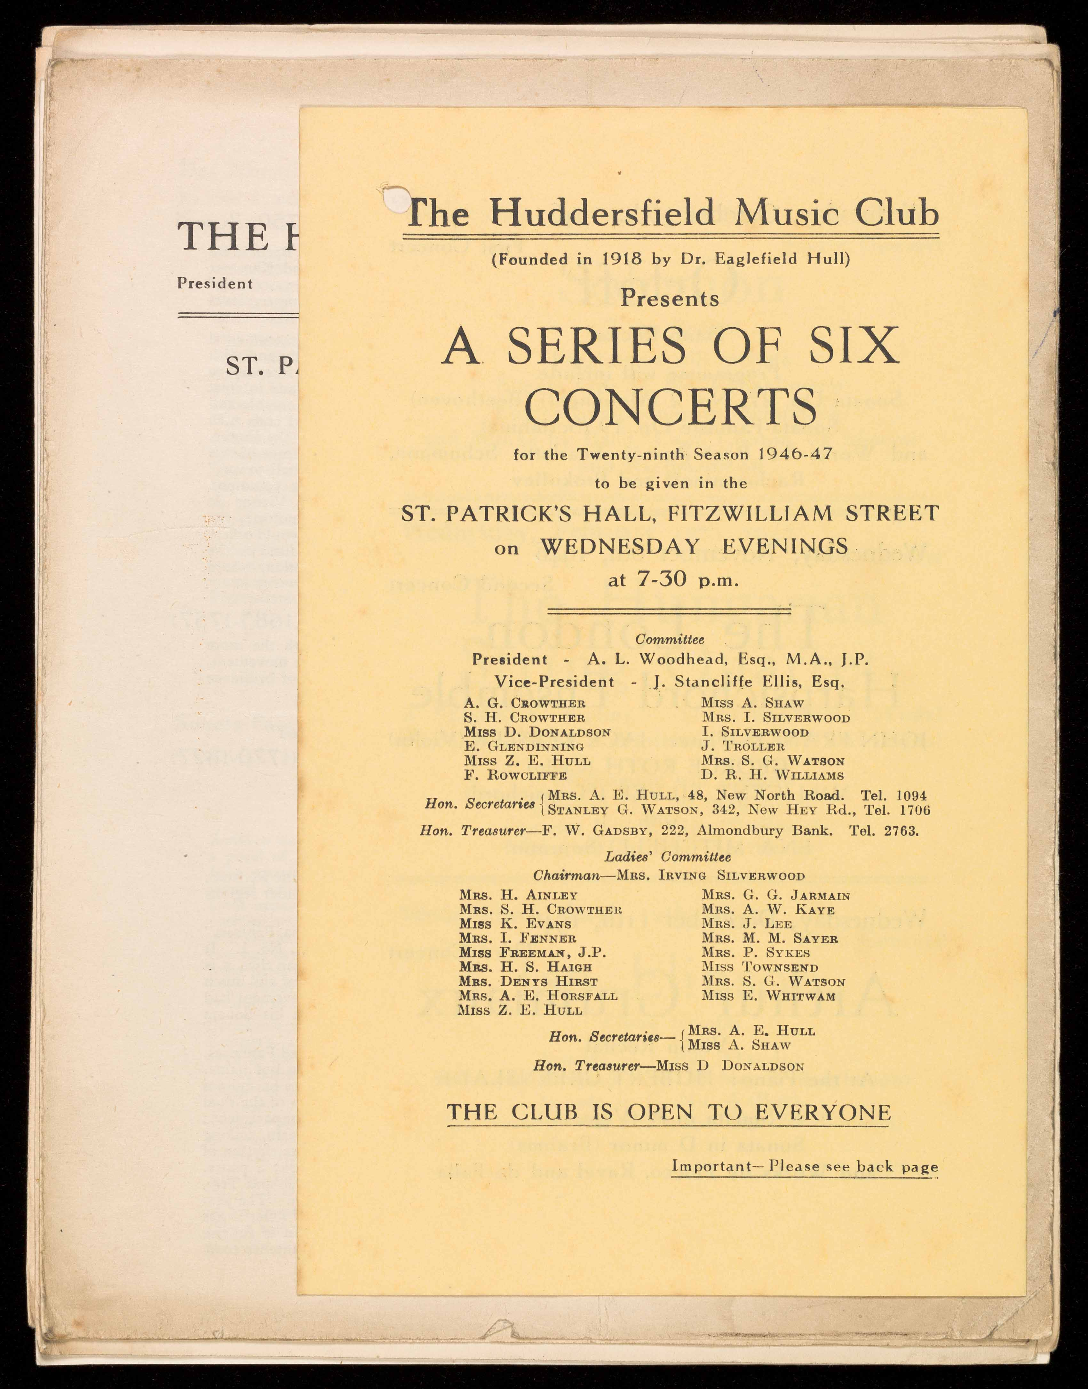 THE H
President
ST. PA
The Huddersfield Music Club
(Founded in 1918 by Dr. Eaglefield Hull)
Presents
A SERIES OF SIX
CONCERTS
for the Twenty-ninth Season 1946-47
to be given in the
ST. PATRICK'S HALL, FITZWILLIAM STREET
on WEDNESDAY EVENINGS
at 7-30 p.m.
Committee
President - A. L. Woodhead, Esq., M.A., J.P.
Vice-President - J. Stancliffe Ellis, Esq.
A. G. CROWTHER
S. H. CROWTHER
MISS D. DONALDSON
E. GLENDINNING
MISS Z. E. HULL
F. ROWCLIFFE
MISS A. SHAW
MRS. I. SILVERWOOD
I. SILVERWOOD
J. TROLLER
MRS. S. G. WATSON
D. R. H. WILLIAMS
Hon. Secretaries { MRS. A. E. HULL, 48, New North Road. Tel. 1094
STANLEY G. WATSON, 342, New HEY Rd., Tel. 1706
Hon. Treasurer—F. W. GADSBY, 222, Almondbury Bank. Tel. 2763.
Ladies' Committee
Chairman—MRS. IRVING SILVERWOOD
MRS. H. AINLEY
MRS. S. H. CROWTHER
MISS K. EVANS
MRS. I. FENNER
MISS FREEMAN, J.P.
MRS. H. S. HAIGH
MRS. DENYS HIRST
MRS. A. E. HORSFALL
MISS Z. E. HULL
MRS. G. G. JARMAIN
MRS. A. W. KAYE
MRS. J. LEE
MRS. M. M. SAYER
MRS. P. SYKES
MISS TOWNSEND
MRS. S. G. WATSON
MISS E. WHITWAM
Hon. Secretaries— { MRS. A. E. HULL
MISS A. SHAW
Hon. Treasurer—MISS D DONALDSON
THE CLUB IS OPEN TO EVERYONE
Important— Please see back page